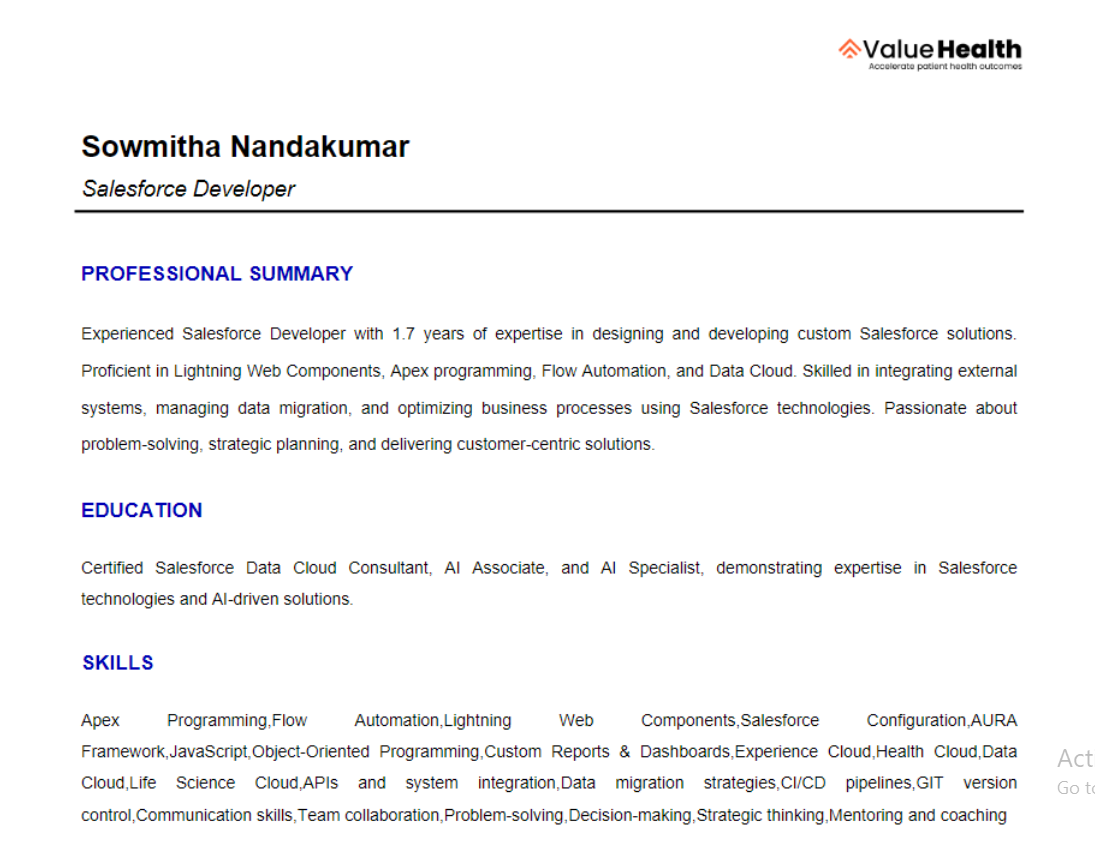 Value Health
Accelerate patient health outcomes
Sowmitha Nandakumar
Salesforce Developer
PROFESSIONAL SUMMARY
Experienced Salesforce Developer with 1.7 years of expertise in designing and developing custom Salesforce solutions.
Proficient in Lightning Web Components, Apex programming, Flow Automation, and Data Cloud. Skilled in integrating external
systems, managing data migration, and optimizing business processes using Salesforce technologies. Passionate about
problem-solving, strategic planning, and delivering customer-centric solutions.
EDUCATION
Certified Salesforce Data Cloud Consultant, AI Associate, and AI Specialist, demonstrating expertise in Salesforce
technologies and AI-driven solutions.
SKILLS
Apex Programming,Flow Automation,Lightning Web Components,Salesforce Configuration,AURA
Framework,JavaScript,Object-Oriented Programming,Custom Reports & Dashboards,Experience Cloud,Health Cloud,Data
Cloud,Life Science Cloud,APIs and system integration,Data migration strategies,CI/CD pipelines,GIT version
control,Communication skills,Team collaboration,Problem-solving,Decision-making,Strategic thinking,Mentoring and coaching
Act
Go to